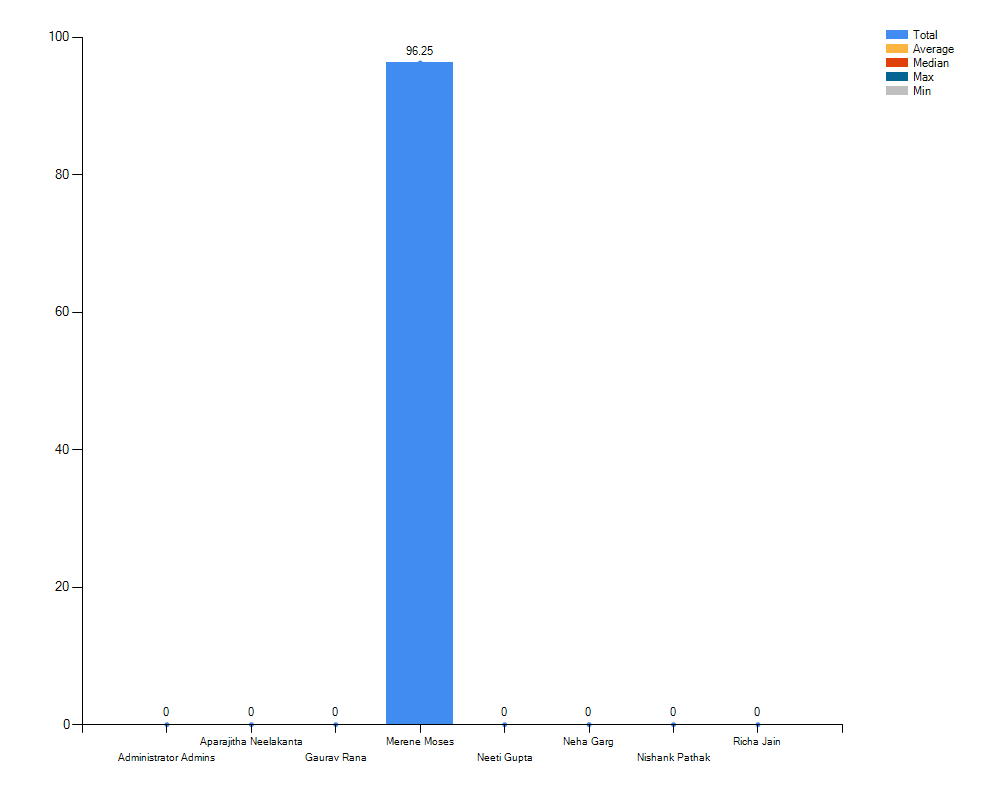 100
80
60
40
20
0
96.25
0
0
0
0
0
0
0
Aparajitha Neelakanta
Merene Moses
Neha Garg
Richa Jain
Administrator Admins
Gaurav Rana
Neeti Gupta
Nishank Pathak
Total
Average
Median
Max
Min